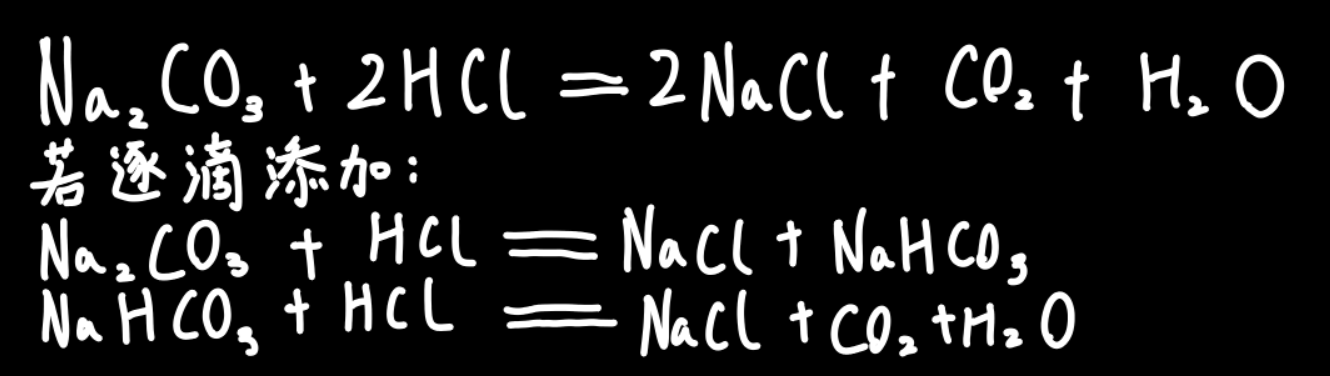 Na₂CO₃ + 2HCl = 2NaCl + CO₂ + H₂O
若逐滴添加:
Na₂CO₃ + HCl = NaCl + NaHCO₃
NaHCO₃ + HCl = NaCl + CO₂ + H₂O